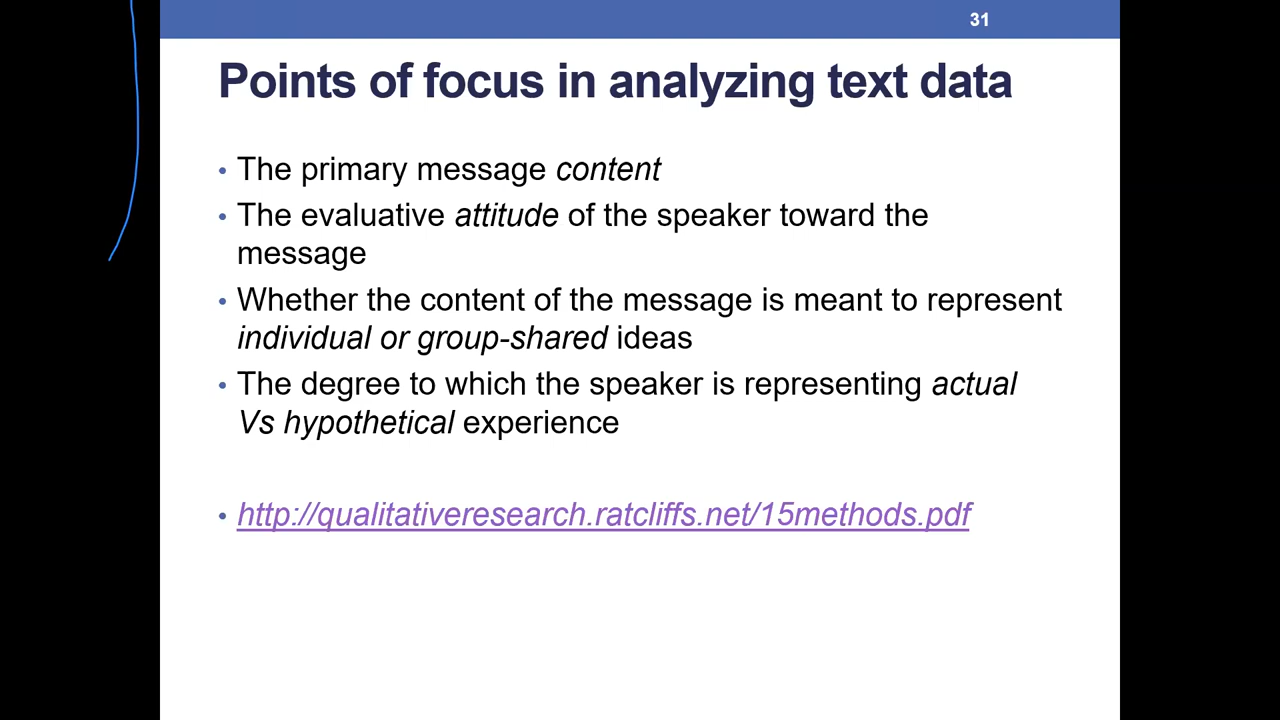 31
Points of focus in analyzing text data
• The primary message content
• The evaluative attitude of the speaker toward the
message
• Whether the content of the message is meant to represent
individual or group-shared ideas
• The degree to which the speaker is representing actual
Vs hypothetical experience
• http://qualitativeresearch.ratcliffs.net/15methods.pdf